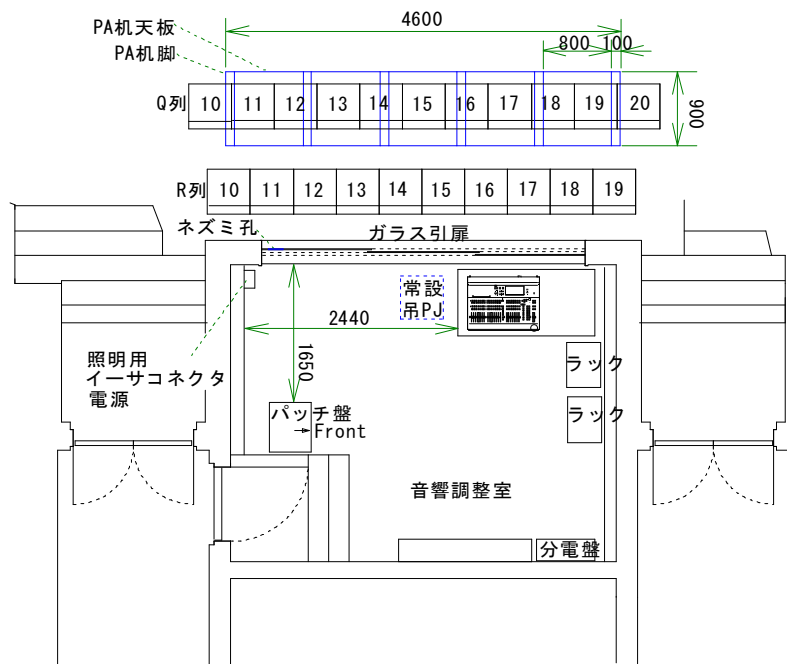 4600
PA机天板
PA机脚
800
100
Q列
10
11
12
13
14
15
16
17
18
19
20
900
R列
10
11
12
13
14
15
16
17
18
19
ネズミ孔
ガラス引扉
常設
吊PJ
2440
1650
照明用
イーサコネクタ
電源
ラック
ラック
パッチ盤
Front
音響調整室
分電盤